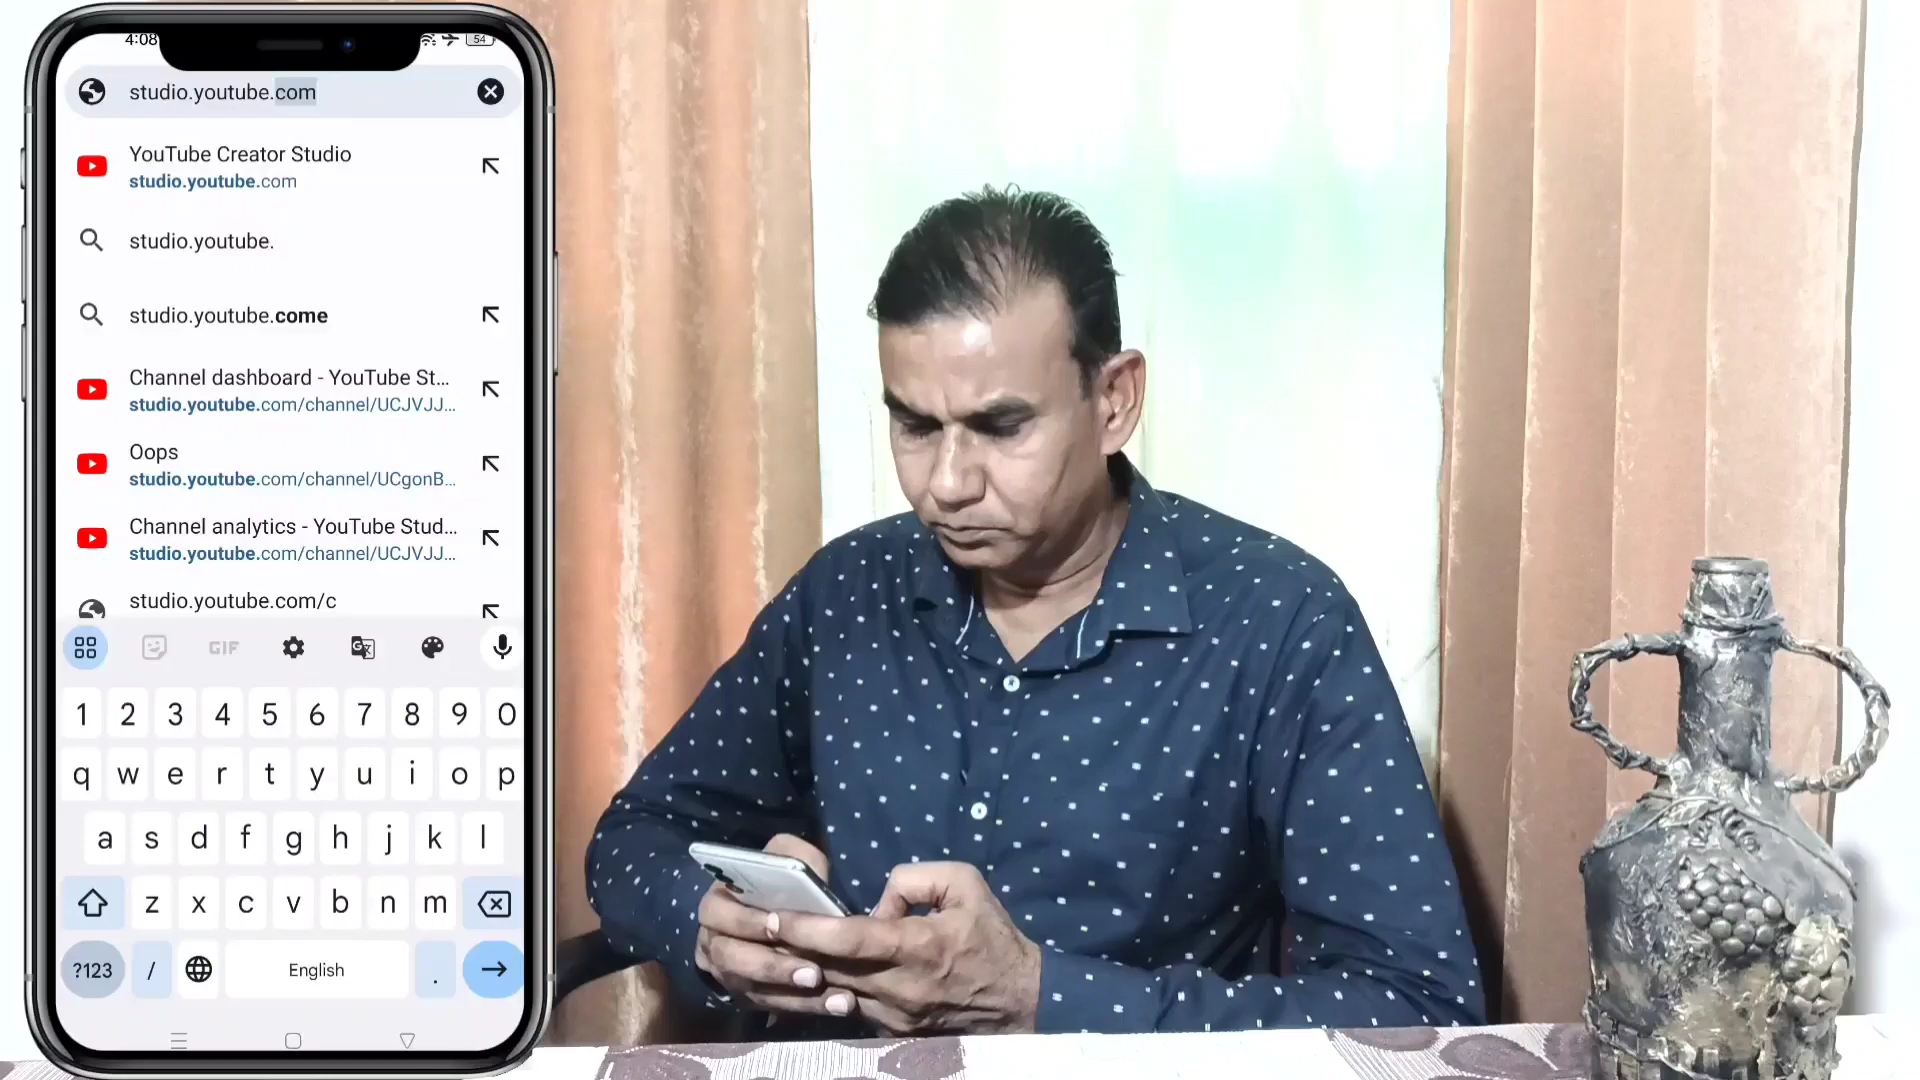 4:08
54
studio.youtube.com
YouTube Creator Studio
studio.youtube.com
studio.youtube.
studio.youtube.come
Channel dashboard - YouTube St...
studio.youtube.com/channel/UCJVJJ...
Oops
studio.youtube.com/channel/UCgonB...
Channel analytics - YouTube Stud...
studio.youtube.com/channel/UCJVJJ...
studio.youtube.com/c
GIF
1 2 3 4 5 6 7 8 9 0
q w e r t y u i o p
a s d f g h j k l
z x c v b n m
?123 / English .